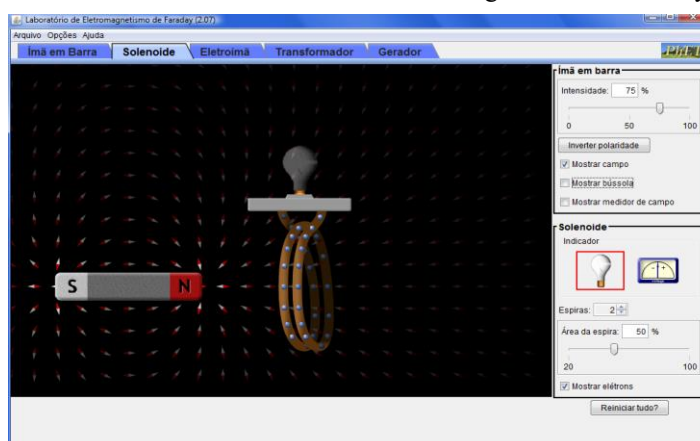 Laboratório de Eletromagnetismo de Faraday (2.07)
Arquivo Opções Ajuda
Ímã em Barra Solenoide Eletroímã Transformador Gerador
PhET
Ímã em barra
Intensidade: 75 %
0 50 100
Inverter polaridade
Mostrar campo
Mostrar bússola
Mostrar medidor de campo
S N
Solenoide
Indicador
Espiras: 2
Área da espira: 50 %
20 100
Mostrar elétrons
Reiniciar tudo?